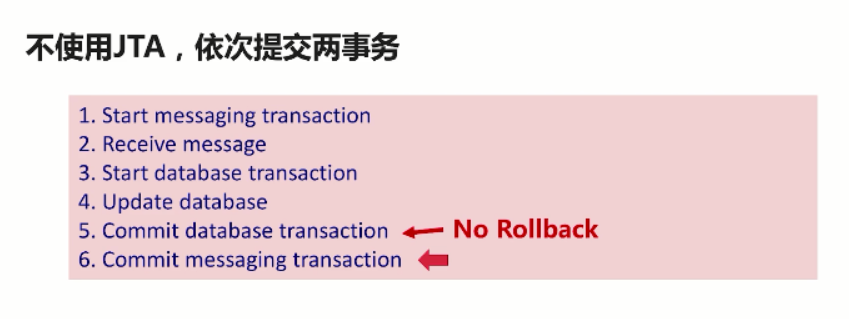 不使用JTA，依次提交两事务
1. Start messaging transaction
2. Receive message
3. Start database transaction
4. Update database
5. Commit database transaction No Rollback
6. Commit messaging transaction